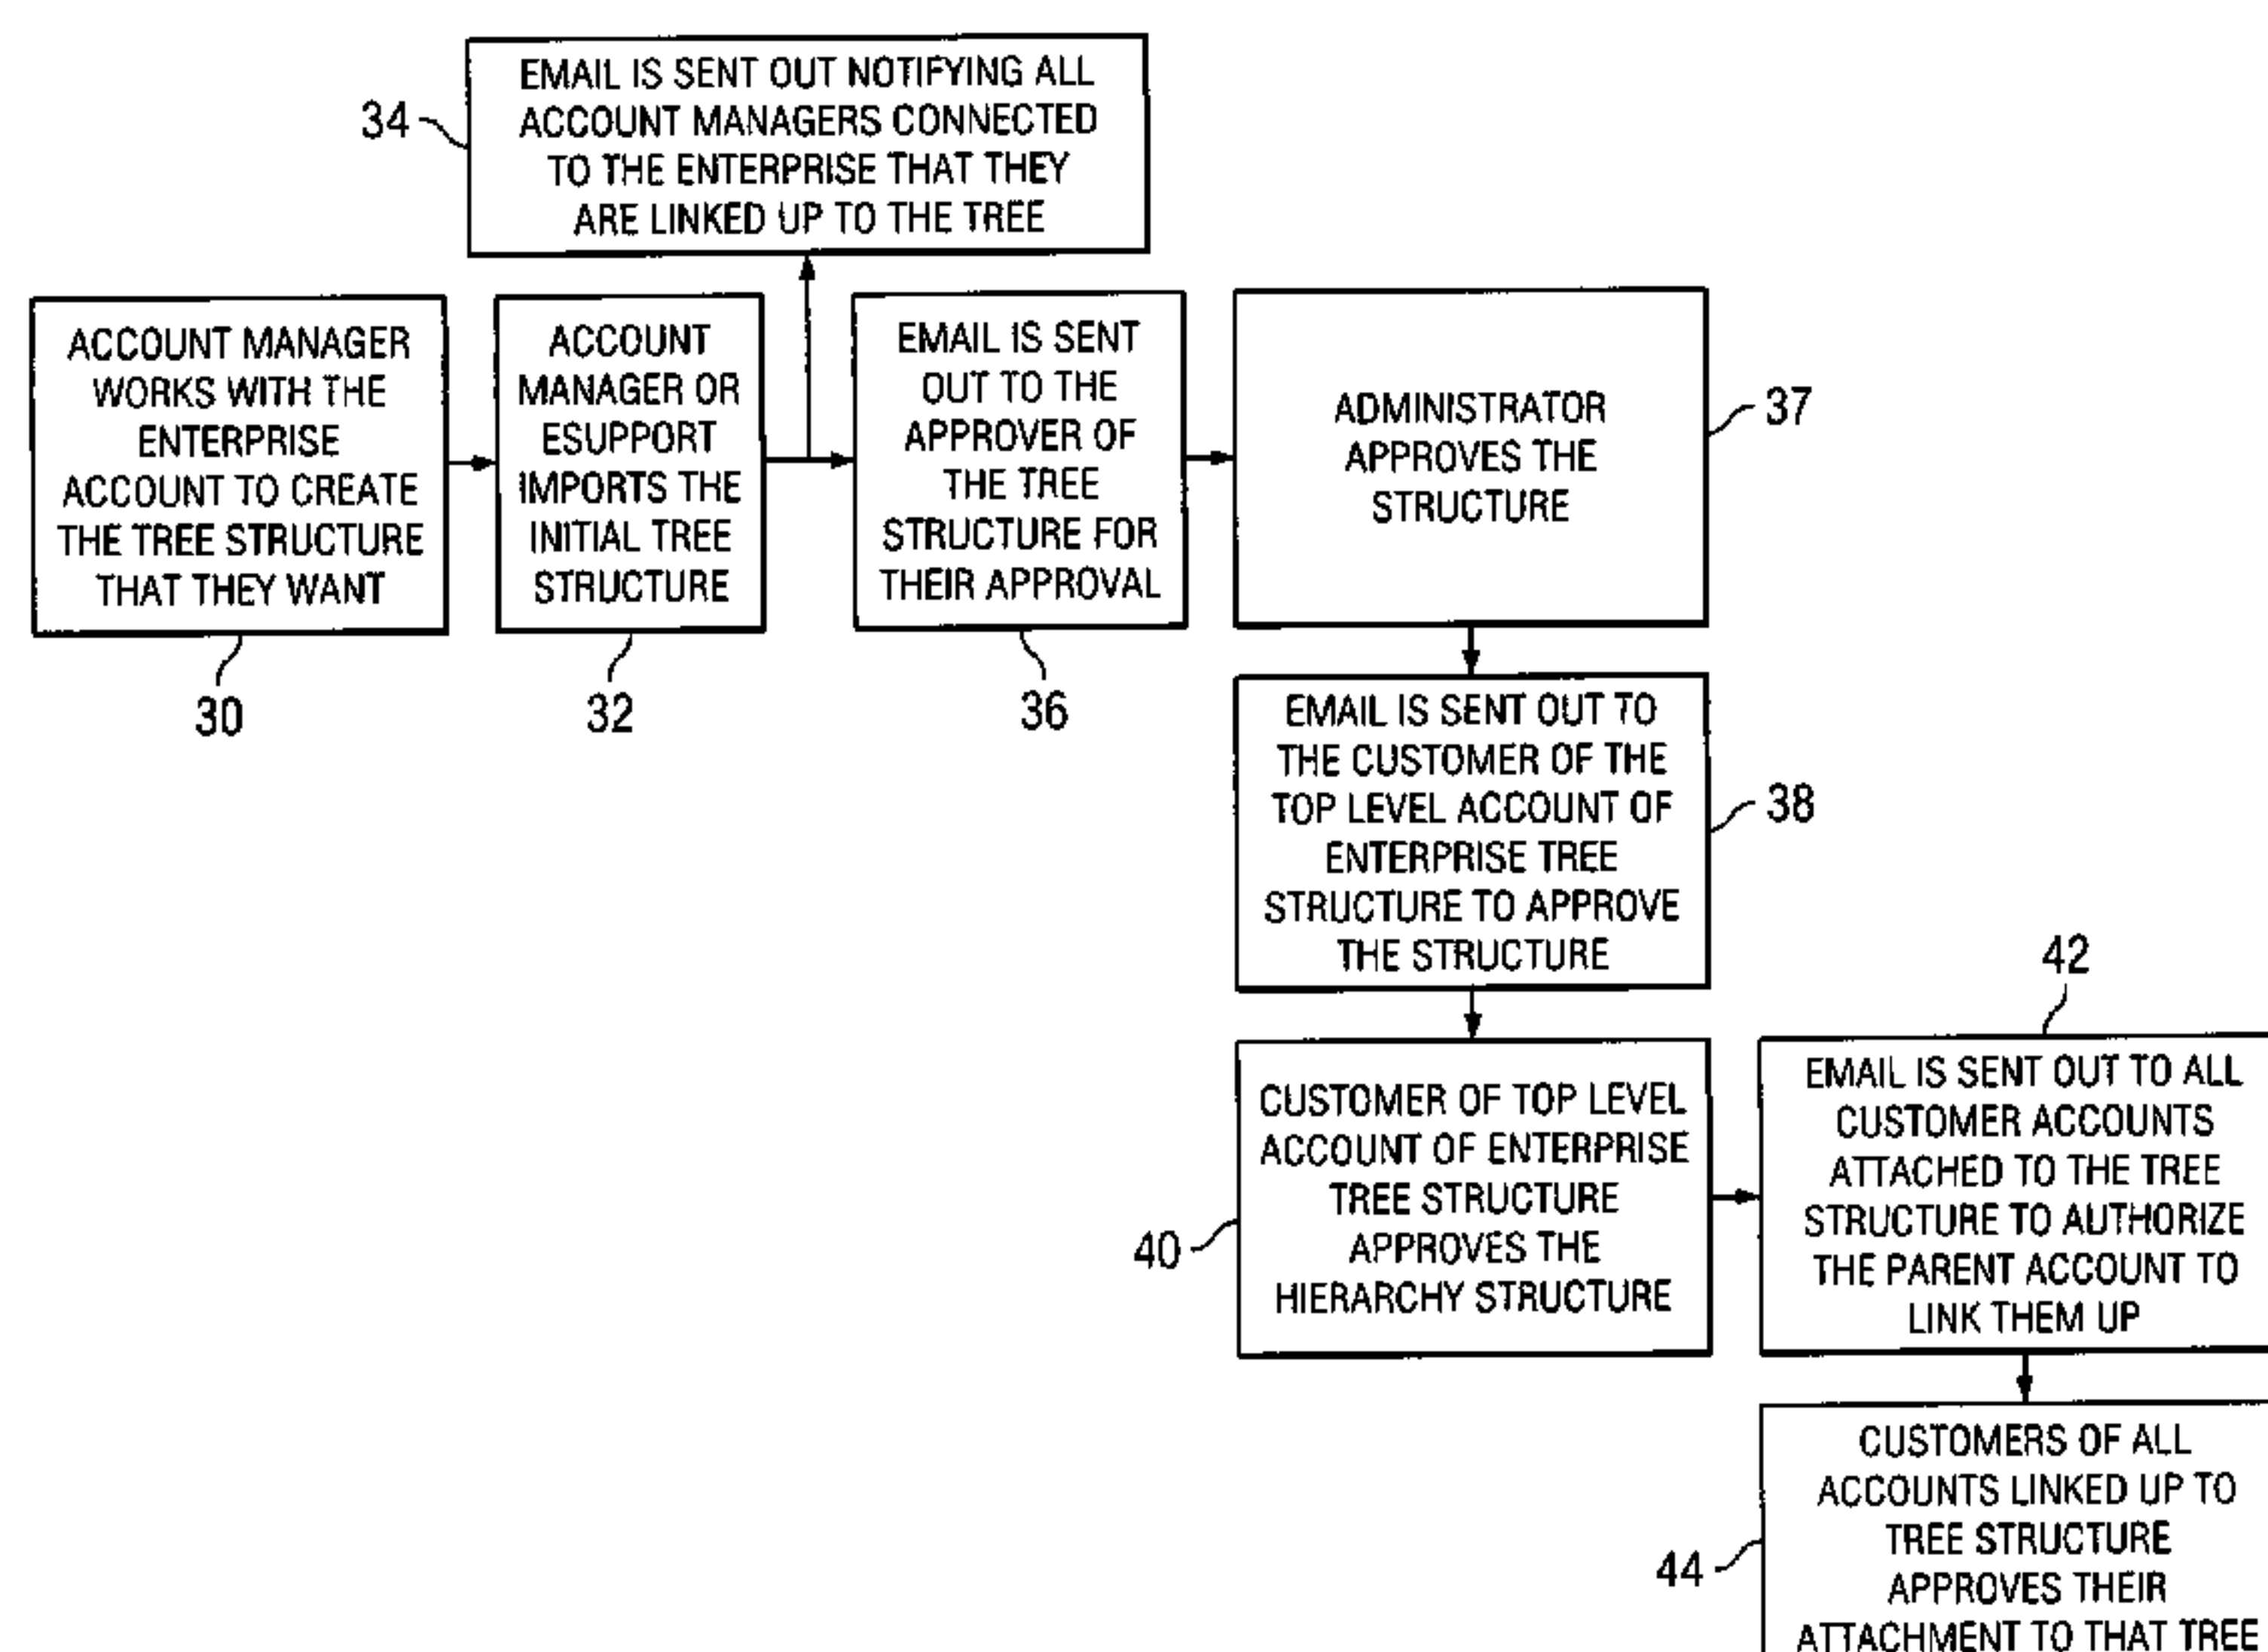 34
EMAIL IS SENT OUT NOTIFYING ALL
ACCOUNT MANAGERS CONNECTED
TO THE ENTERPRISE THAT THEY
ARE LINKED UP TO THE TREE
ACCOUNT MANAGER
WORKS WITH THE
ENTERPRISE
ACCOUNT TO CREATE
THE TREE STRUCTURE
THAT THEY WANT
30
ACCOUNT
MANAGER OR
ESUPPORT
IMPORTS THE
INITIAL TREE
STRUCTURE
32
EMAIL IS SENT
OUT TO THE
APPROVER OF
THE TREE
STRUCTURE FOR
THEIR APPROVAL
36
ADMINISTRATOR
APPROVES THE
STRUCTURE
37
EMAIL IS SENT OUT TO
THE CUSTOMER OF THE
TOP LEVEL ACCOUNT OF
ENTERPRISE TREE
STRUCTURE TO APPROVE
THE STRUCTURE
38
CUSTOMER OF TOP LEVEL
ACCOUNT OF ENTERPRISE
TREE STRUCTURE
APPROVES THE
HIERARCHY STRUCTURE
40
42
EMAIL IS SENT OUT TO ALL
CUSTOMER ACCOUNTS
ATTACHED TO THE TREE
STRUCTURE TO AUTHORIZE
THE PARENT ACCOUNT TO
LINK THEM UP
CUSTOMERS OF ALL
ACCOUNTS LINKED UP TO
TREE STRUCTURE
APPROVES THEIR
ATTACHMENT TO THAT TREE
44